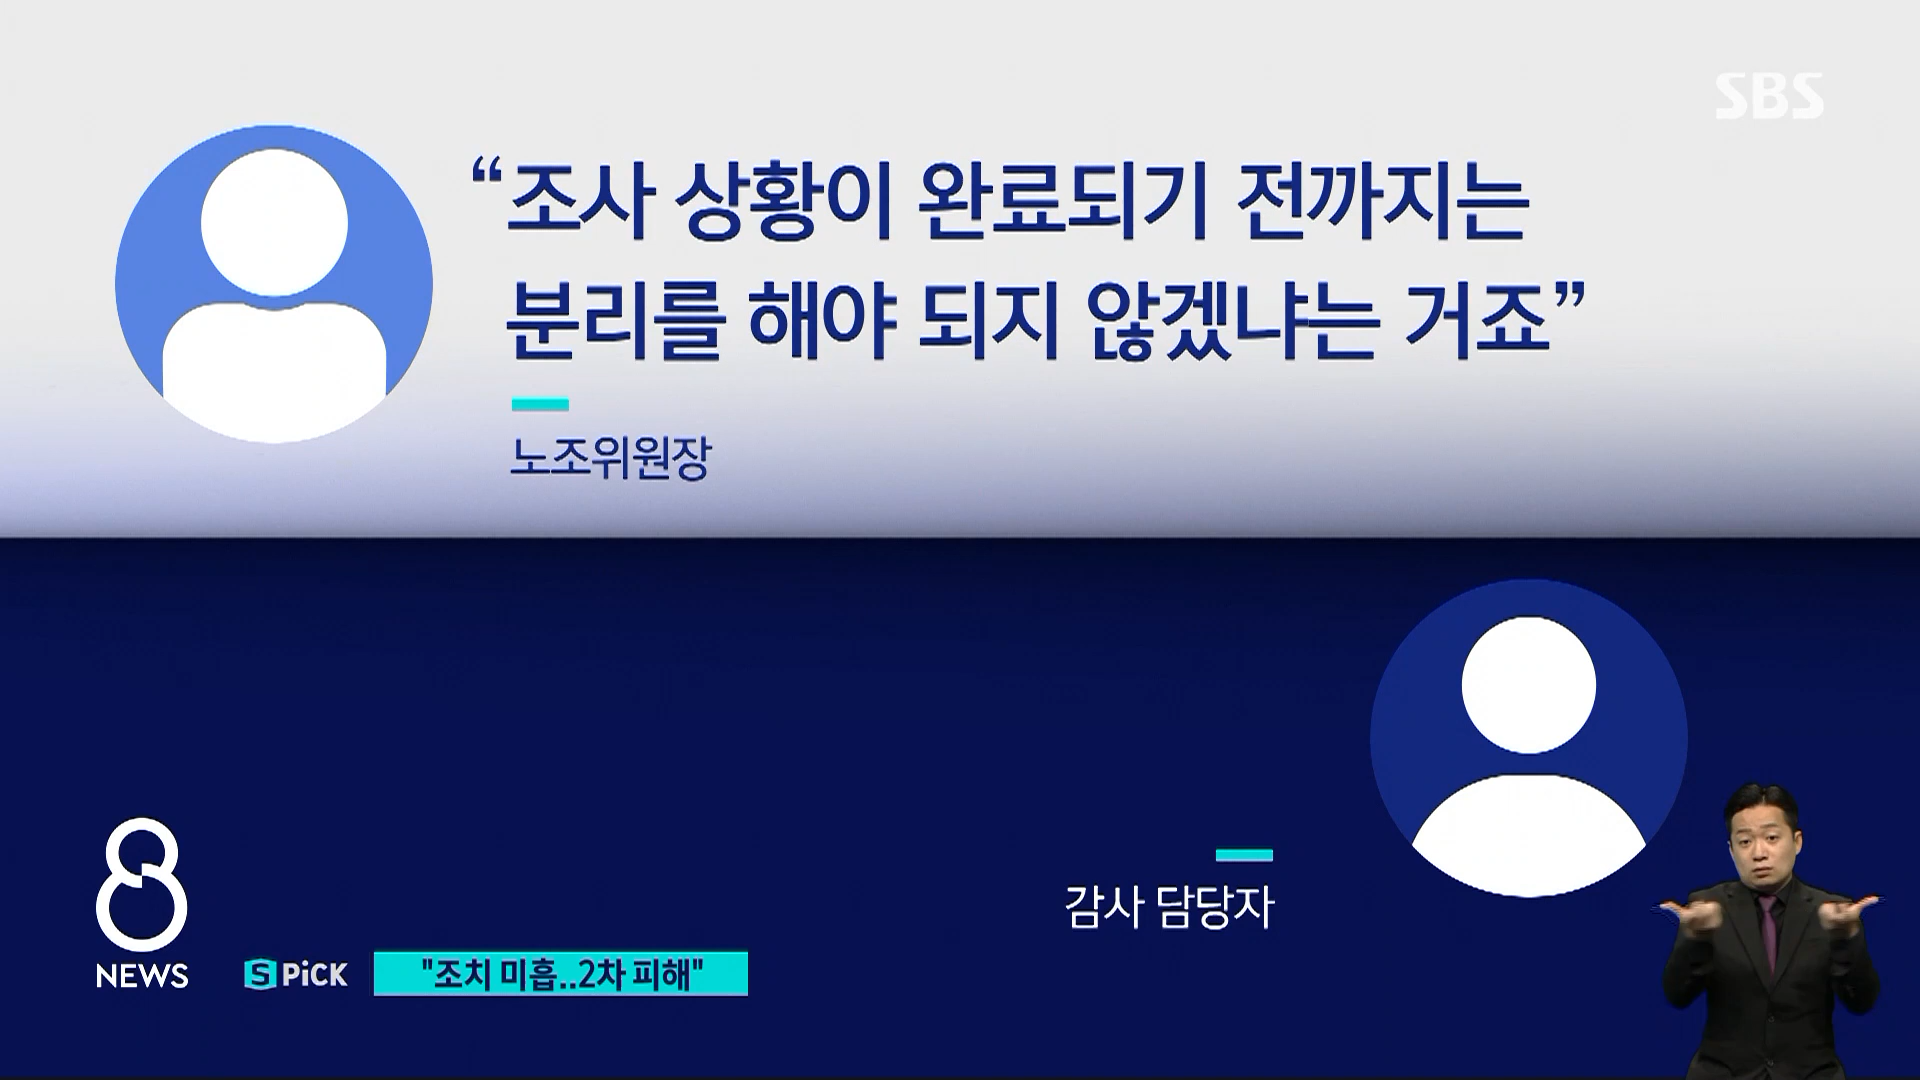 SBS
“조사 상황이 완료되기 전까지는
분리를 해야 되지 않겠냐는 거죠”
노조위원장
감사 담당자
8
NEWS
S PiCK
"조치 미흡..2차 피해"